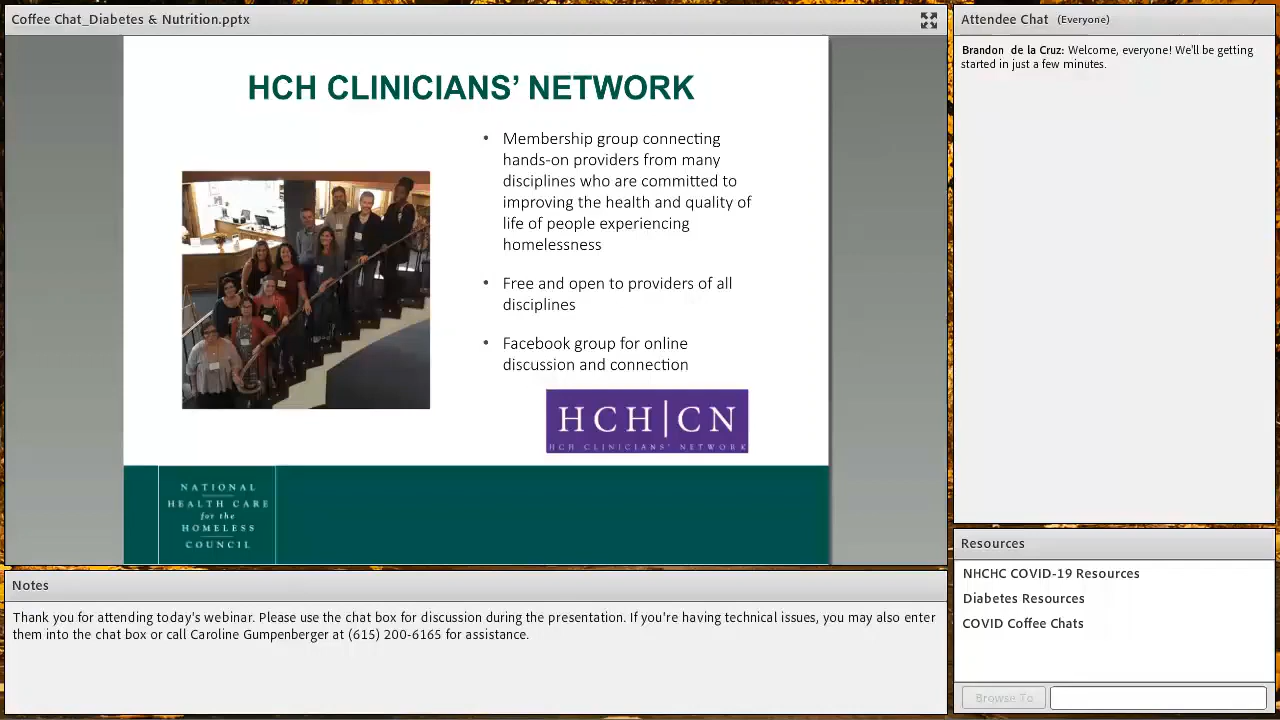 Coffee Chat_Diabetes & Nutrition.pptx
HCH CLINICIANS’ NETWORK
• Membership group connecting
hands-on providers from many
disciplines who are committed to
improving the health and quality of
life of people experiencing
homelessness
• Free and open to providers of all
disciplines
• Facebook group for online
discussion and connection
HCH|CN
HCH CLINICIANS' NETWORK
NATIONAL
HEALTH CARE
for the
HOMELESS
COUNCIL
Notes
Thank you for attending today's webinar. Please use the chat box for discussion during the presentation. If you're having technical issues, you may also enter
them into the chat box or call Caroline Gumpenberger at (615) 200-6165 for assistance.
Attendee Chat (Everyone)
Brandon de la Cruz: Welcome, everyone! We'll be getting
started in just a few minutes.
Resources
NHCHC COVID-19 Resources
Diabetes Resources
COVID Coffee Chats
Browse To